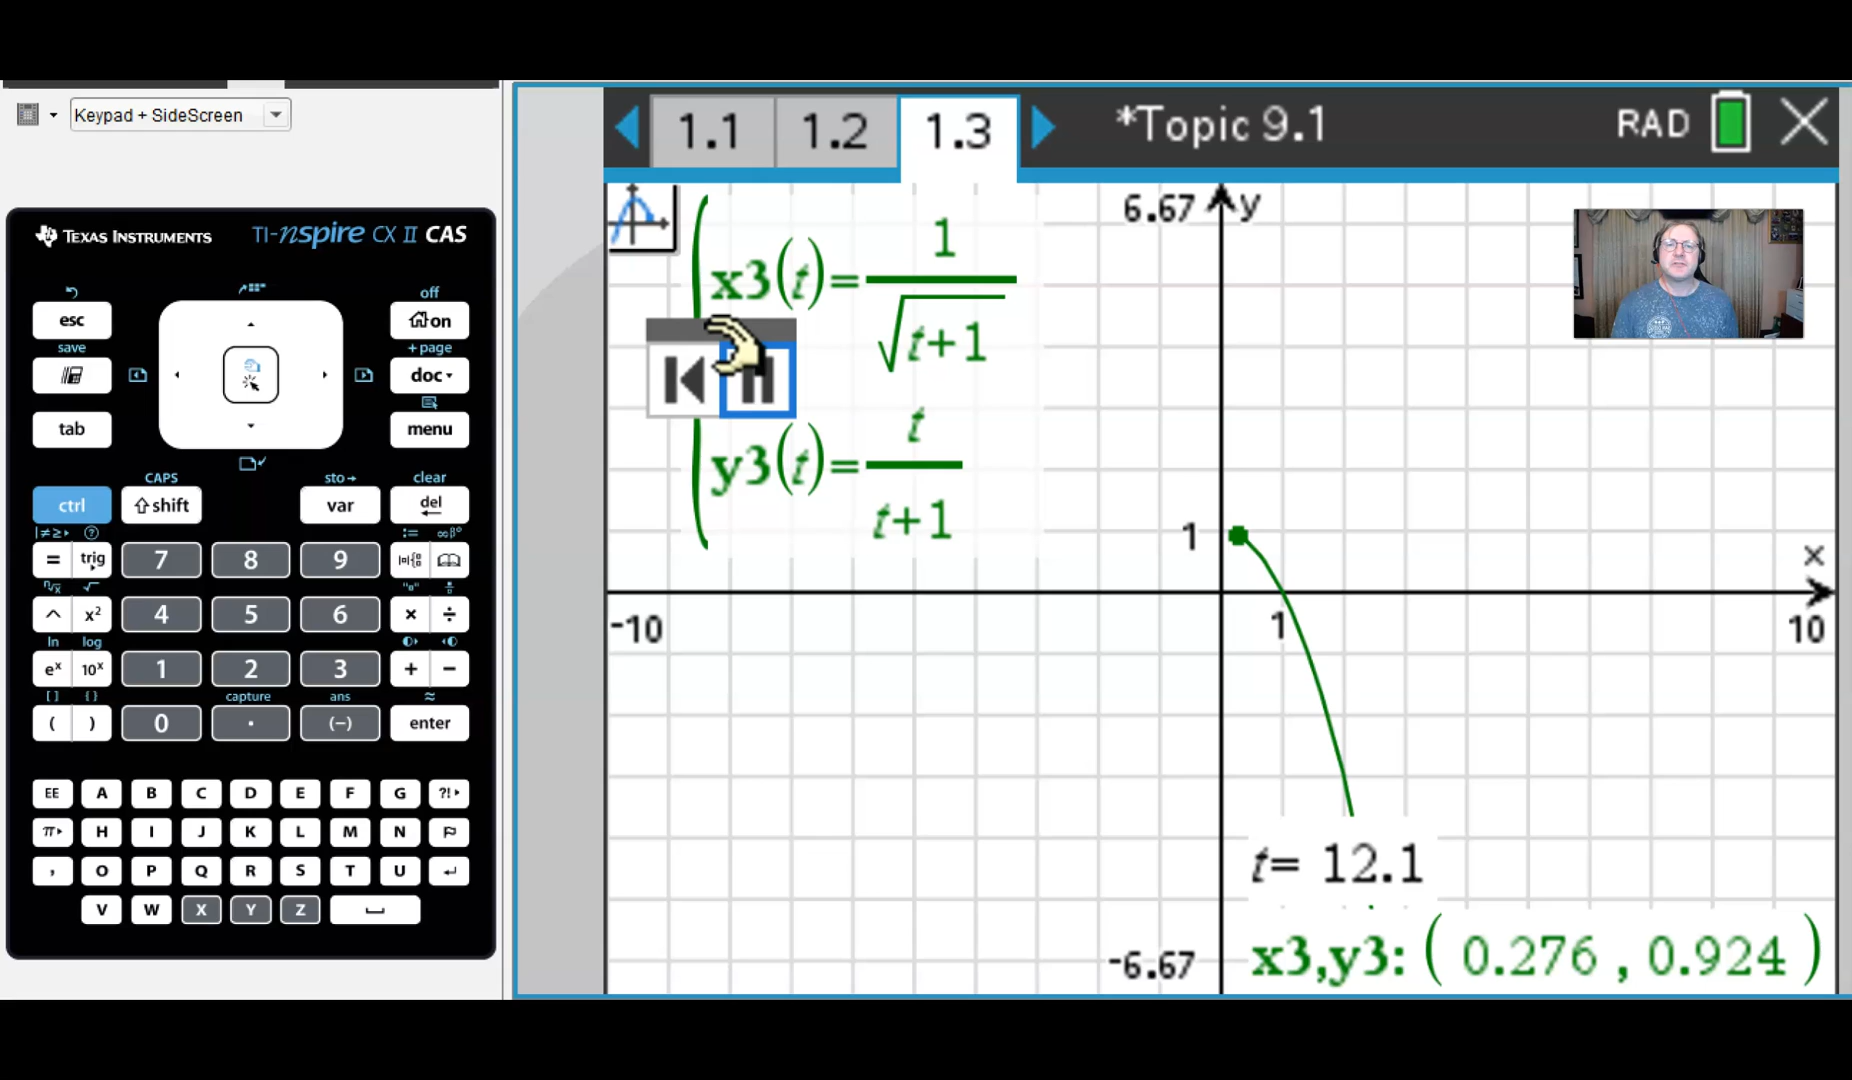 Keypad + SideScreen
TEXAS INSTRUMENTS TI-nspire CX II CAS
off
esc
on
save
+ page
doc
tab
menu
CAPS
sto→
clear
ctrl
shift
var
del
|≠≥▸ ? := ∞β°
= trig 7 8 9
ⁿ√x √ "□" 
^ x² 4 5 6 × ÷
ln log
eˣ 10ˣ 1 2 3 + −
[ ] { } capture ans ≈
( ) 0 . (−) enter
EE A B C D E F G ?!▸
π▸ H I J K L M N
, O P Q R S T U ↵
V W X Y Z
1.1 1.2 1.3 *Topic 9.1 RAD
x3(t)=1/√t+1
y3(t)=t/t+1
6.67 y
1
x
-10 1 10
t= 12.1
-6.67
x3,y3: ( 0.276 , 0.924 )